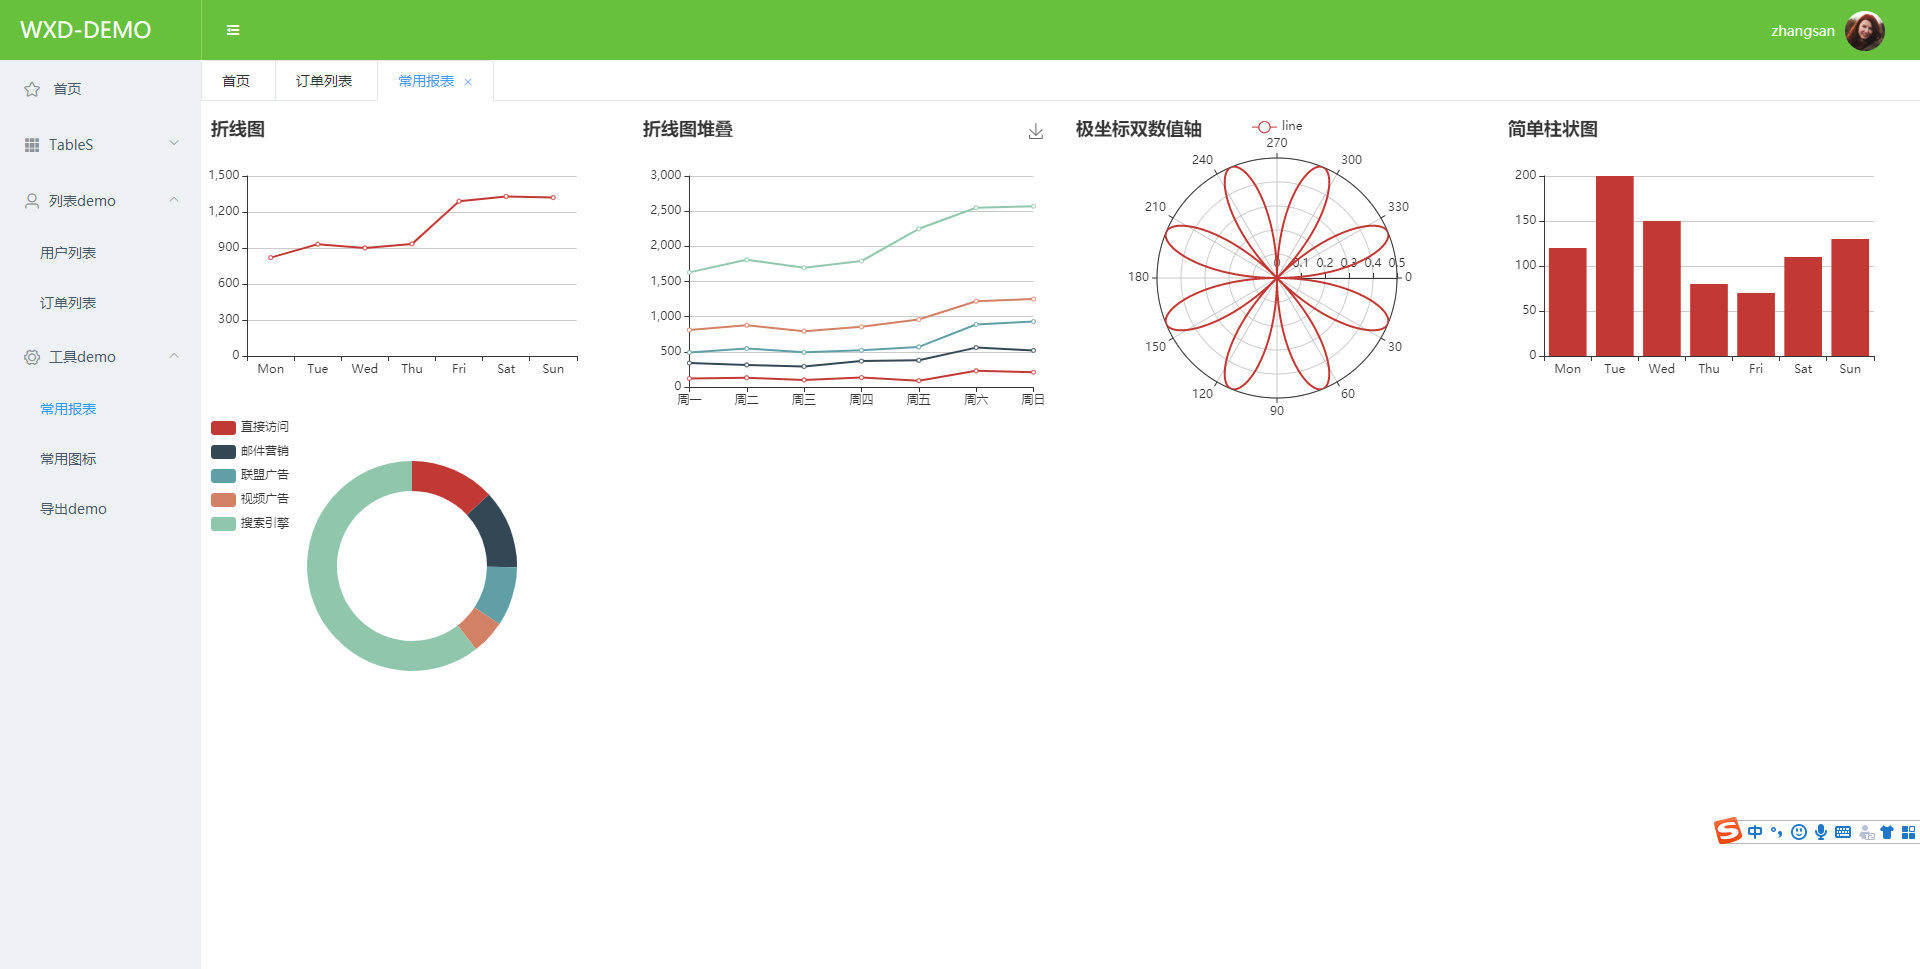 WXD-DEMO
zhangsan
首页
TableS
列表demo
用户列表
订单列表
工具demo
常用报表
常用图标
导出demo
首页 订单列表 常用报表 ×
折线图
1,500
1,200
900
600
300
0
Mon Tue Wed Thu Fri Sat Sun
折线图堆叠
3,000
2,500
2,000
1,500
1,000
500
0
周一 周二 周三 周四 周五 周六 周日
极坐标双数值轴
line
270
240 300
210 330
180 0 0.1 0.2 0.3 0.4 0.5 0
150 30
120 60
90
简单柱状图
200
150
100
50
0
Mon Tue Wed Thu Fri Sat Sun
直接访问
邮件营销
联盟广告
视频广告
搜索引擎
S 中